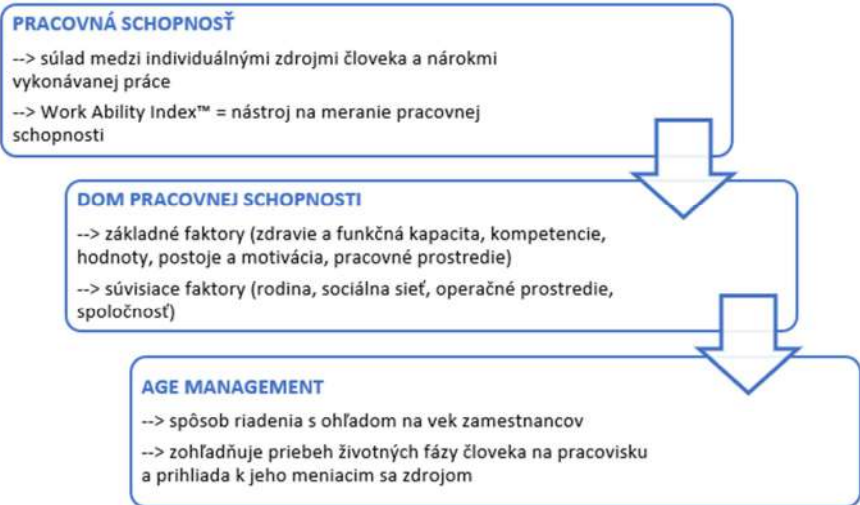 PRACOVNÁ SCHOPNOSŤ
--> súlad medzi individuálnymi zdrojmi človeka a nárokmi
vykonávanej práce
--> Work Ability Index™ = nástroj na meranie pracovnej
schopnosti
DOM PRACOVNEJ SCHOPNOSTI
--> základné faktory (zdravie a funkčná kapacita, kompetencie,
hodnoty, postoje a motivácia, pracovné prostredie)
--> súvisiace faktory (rodina, sociálna sieť, operačné prostredie,
spoločnosť)
AGE MANAGEMENT
--> spôsob riadenia s ohľadom na vek zamestnancov
--> zohľadňuje priebeh životných fázy človeka na pracovisku
a prihliada k jeho meniacim sa zdrojom